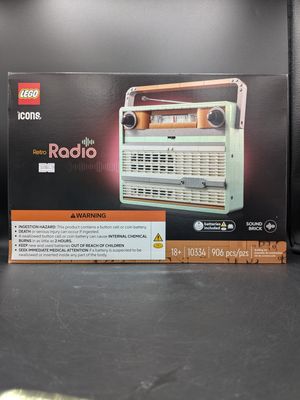 LEGO
icons
Retro
Radio
WARNING
• INGESTION HAZARD: This product contains a button cell or coin battery.
• DEATH or serious injury can occur if ingested.
• A swallowed button cell or coin battery can cause INTERNAL CHEMICAL
BURNS in as little as 2 HOURS.
• KEEP new and used batteries OUT OF REACH OF CHILDREN
• SEEK IMMEDIATE MEDICAL ATTENTION if a battery is suspected to be
swallowed or inserted inside any part of the body.
batteries
included
SOUND
BRICK
18+
10334
906 pcs/pzs